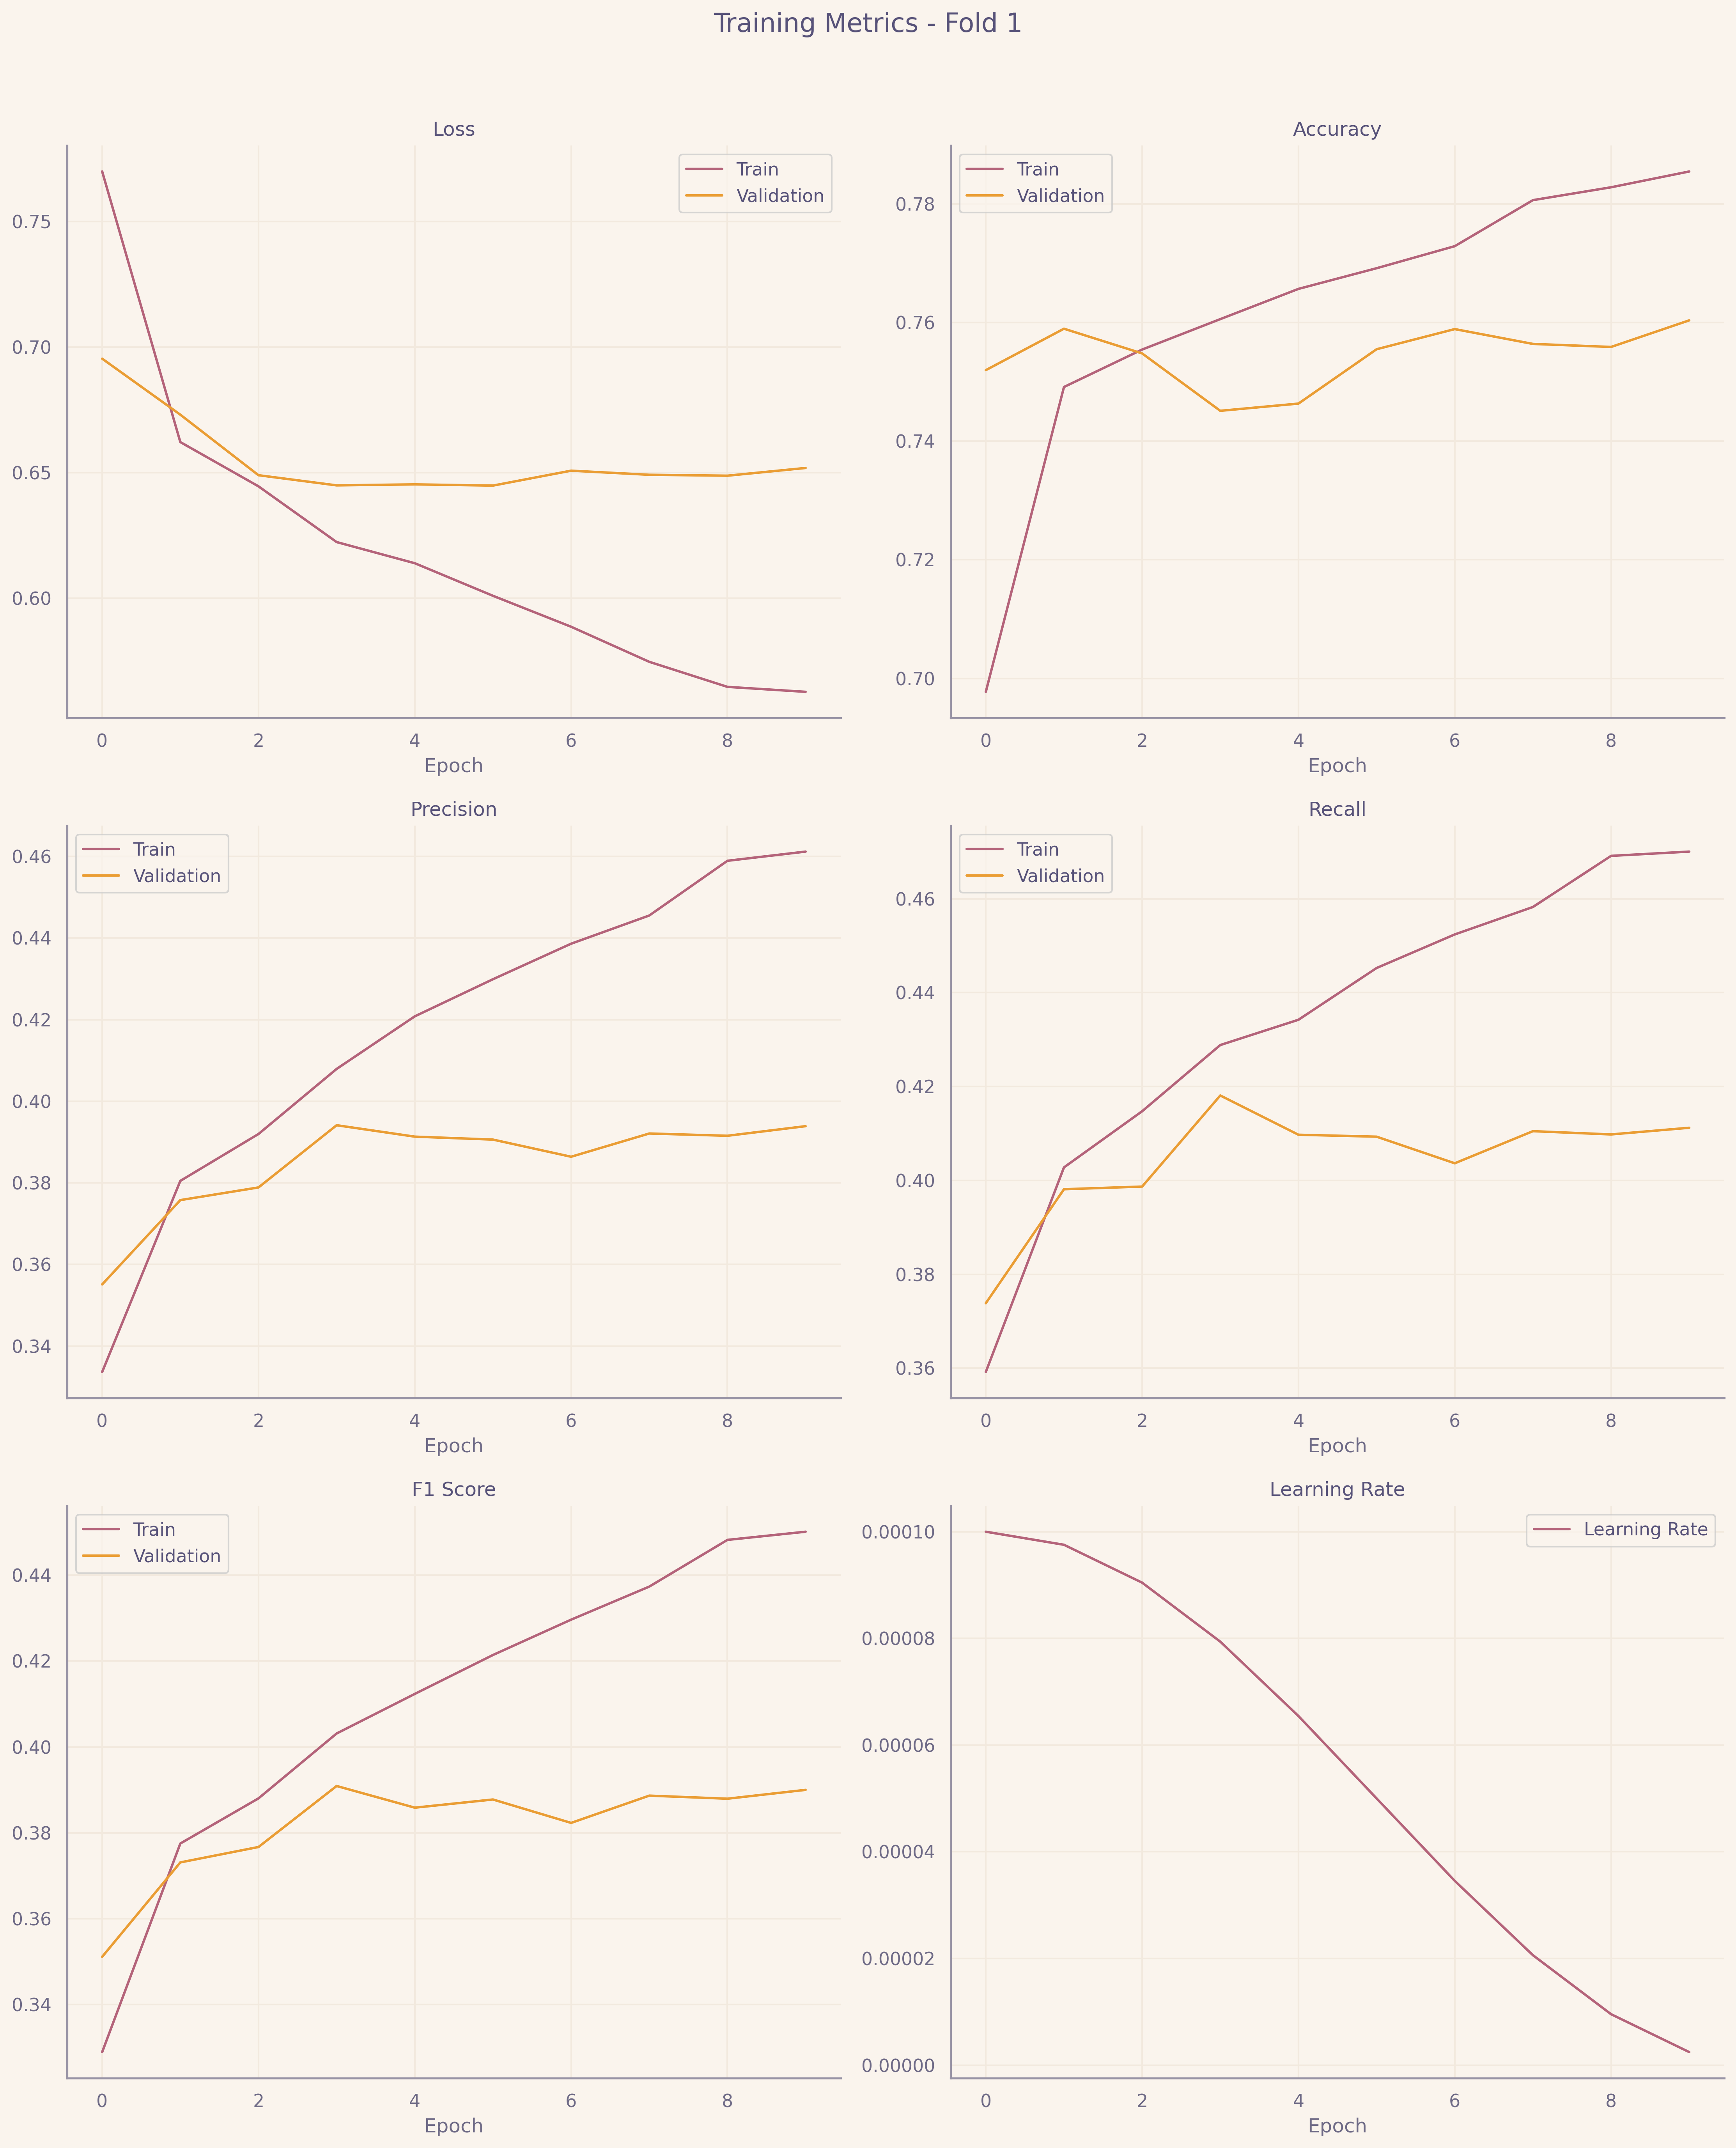 Training Metrics - Fold 1
Loss
Train
Validation
0.75
0.70
0.65
0.60
0 2 4 6 8
Epoch
Accuracy
Train
Validation
0.78
0.76
0.74
0.72
0.70
0 2 4 6 8
Epoch
Precision
Train
Validation
0.46
0.44
0.42
0.40
0.38
0.36
0.34
0 2 4 6 8
Epoch
Recall
Train
Validation
0.46
0.44
0.42
0.40
0.38
0.36
0 2 4 6 8
Epoch
F1 Score
Train
Validation
0.44
0.42
0.40
0.38
0.36
0.34
0 2 4 6 8
Epoch
Learning Rate
Learning Rate
0.00010
0.00008
0.00006
0.00004
0.00002
0.00000
0 2 4 6 8
Epoch